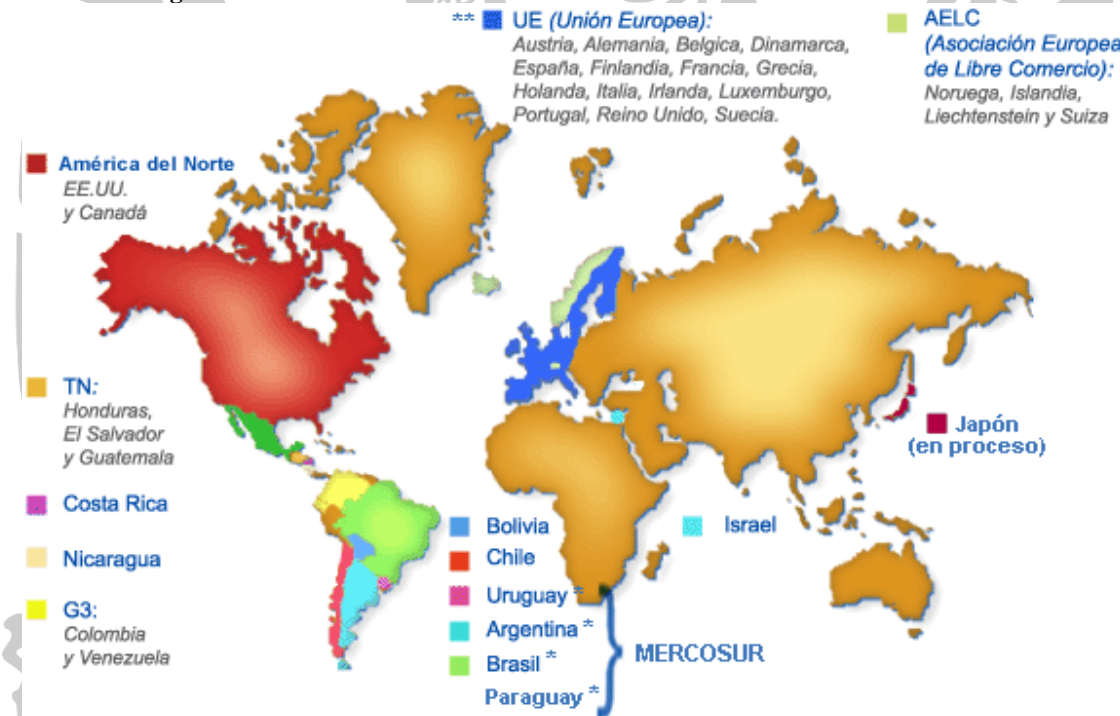 ** UE (Unión Europea):
Austria, Alemania, Belgica, Dinamarca,
España, Finlandia, Francia, Grecia,
Holanda, Italia, Irlanda, Luxemburgo,
Portugal, Reino Unido, Suecia.
AELC
(Asociación Europea
de Libre Comercio):
Noruega, Islandia,
Liechtenstein y Suiza
América del Norte
EE.UU.
y Canadá
TN:
Honduras,
El Salvador
y Guatemala
Costa Rica
Nicaragua
G3:
Colombia
y Venezuela
Bolivia
Chile
Uruguay *
Argentina *
Brasil *
Paraguay *
MERCOSUR
Israel
Japón
(en proceso)